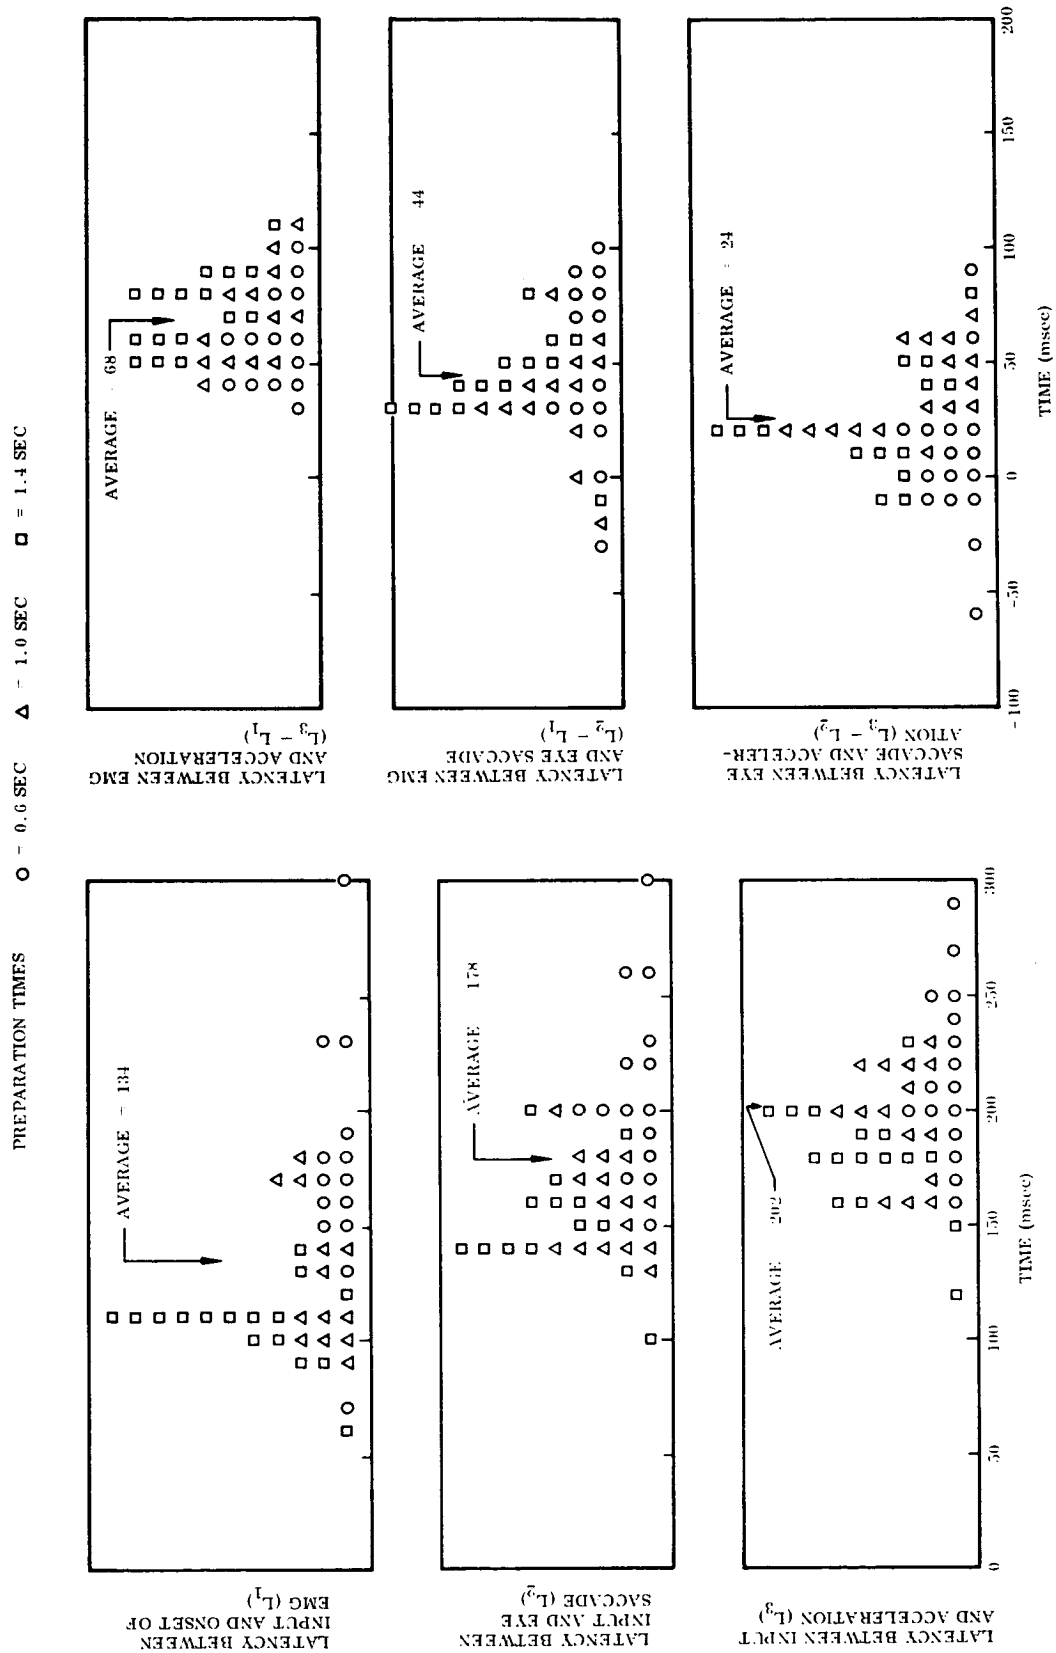 PREPARATION TIMES   O - 0.6 SEC   Δ - 1.0 SEC   □ = 1.4 SEC
LATENCY BETWEEN
INPUT AND ONSET OF
EMG (L1)
AVERAGE - 134
LATENCY BETWEEN
INPUT AND EYE
SACCADE (L2)
AVERAGE 178
LATENCY BETWEEN INPUT
AND ACCELERATION (L3)
AVERAGE 202
0 50 100 150 200 250 300
TIME (msec)
LATENCY BETWEEN EMG
AND ACCELERATION
(L3 - L1)
AVERAGE 68
LATENCY BETWEEN EMG
AND EYE SACCADE
(L2 - L1)
AVERAGE 44
LATENCY BETWEEN EYE
SACCADE AND ACCELER-
ATION (L3 - L2)
AVERAGE : 24
-100 -50 0 50 100 150 200
TIME (msec)